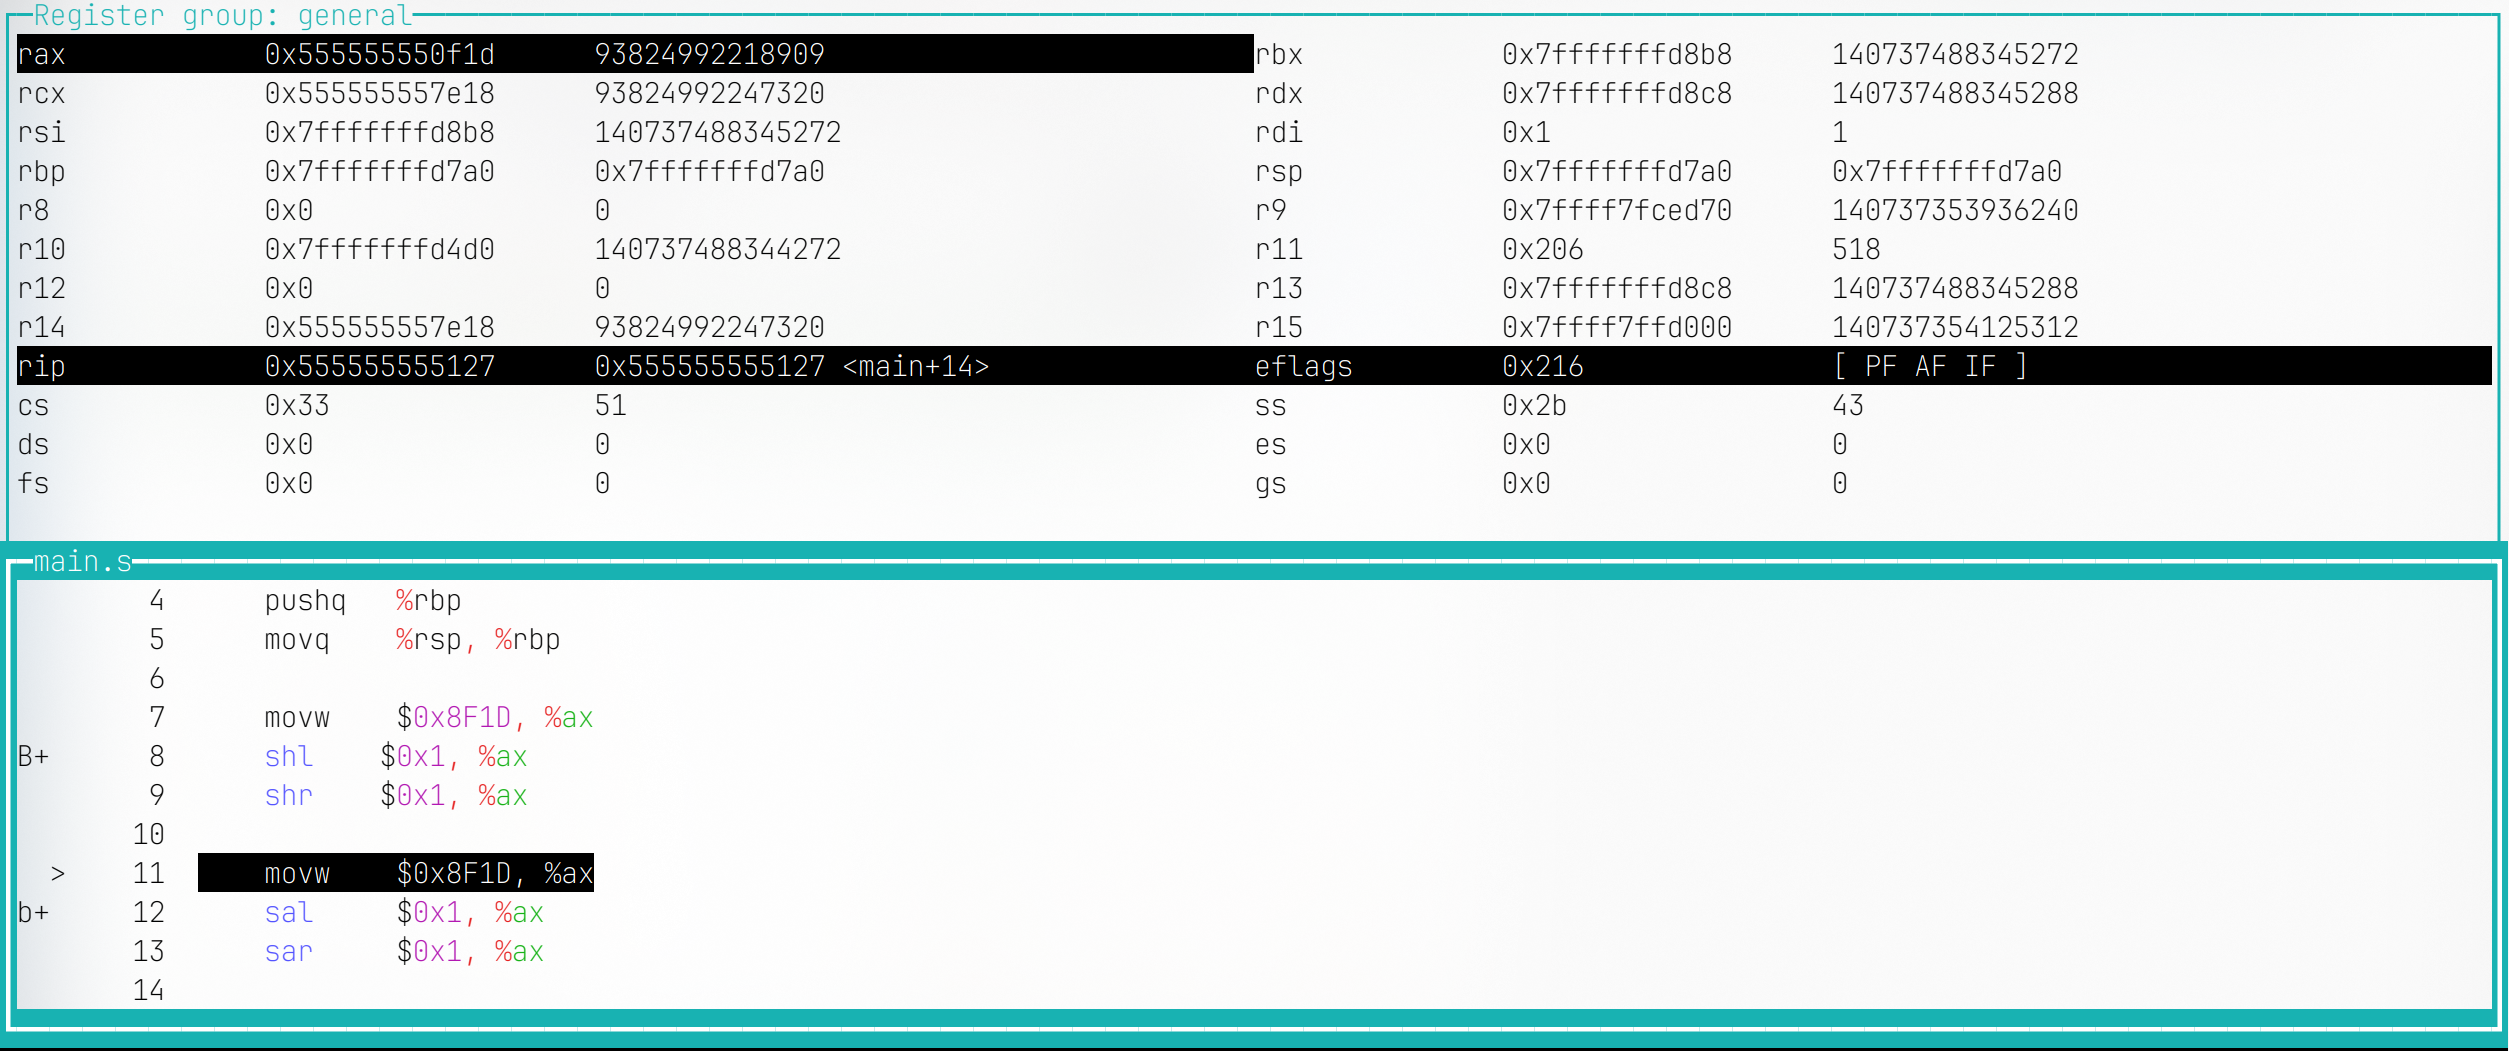 Register group: general
rax 0x555555550f1d 93824992218909 rbx 0x7fffffffd8b8 140737488345272
rcx 0x555555557e18 93824992247320 rdx 0x7fffffffd8c8 140737488345288
rsi 0x7fffffffd8b8 140737488345272 rdi 0x1 1
rbp 0x7fffffffd7a0 0x7fffffffd7a0 rsp 0x7fffffffd7a0 0x7fffffffd7a0
r8 0x0 0 r9 0x7ffff7fced70 140737353936240
r10 0x7fffffffd4d0 140737488344272 r11 0x206 518
r12 0x0 0 r13 0x7fffffffd8c8 140737488345288
r14 0x555555557e18 93824992247320 r15 0x7ffff7ffd000 140737354125312
rip 0x555555555127 0x555555555127 <main+14> eflags 0x216 [ PF AF IF ]
cs 0x33 51 ss 0x2b 43
ds 0x0 0 es 0x0 0
fs 0x0 0 gs 0x0 0
main.s
4 pushq %rbp
5 movq %rsp, %rbp
6
7 movw $0x8F1D, %ax
B+ 8 shl $0x1, %ax
9 shr $0x1, %ax
10
> 11 movw $0x8F1D, %ax
b+ 12 sal $0x1, %ax
13 sar $0x1, %ax
14